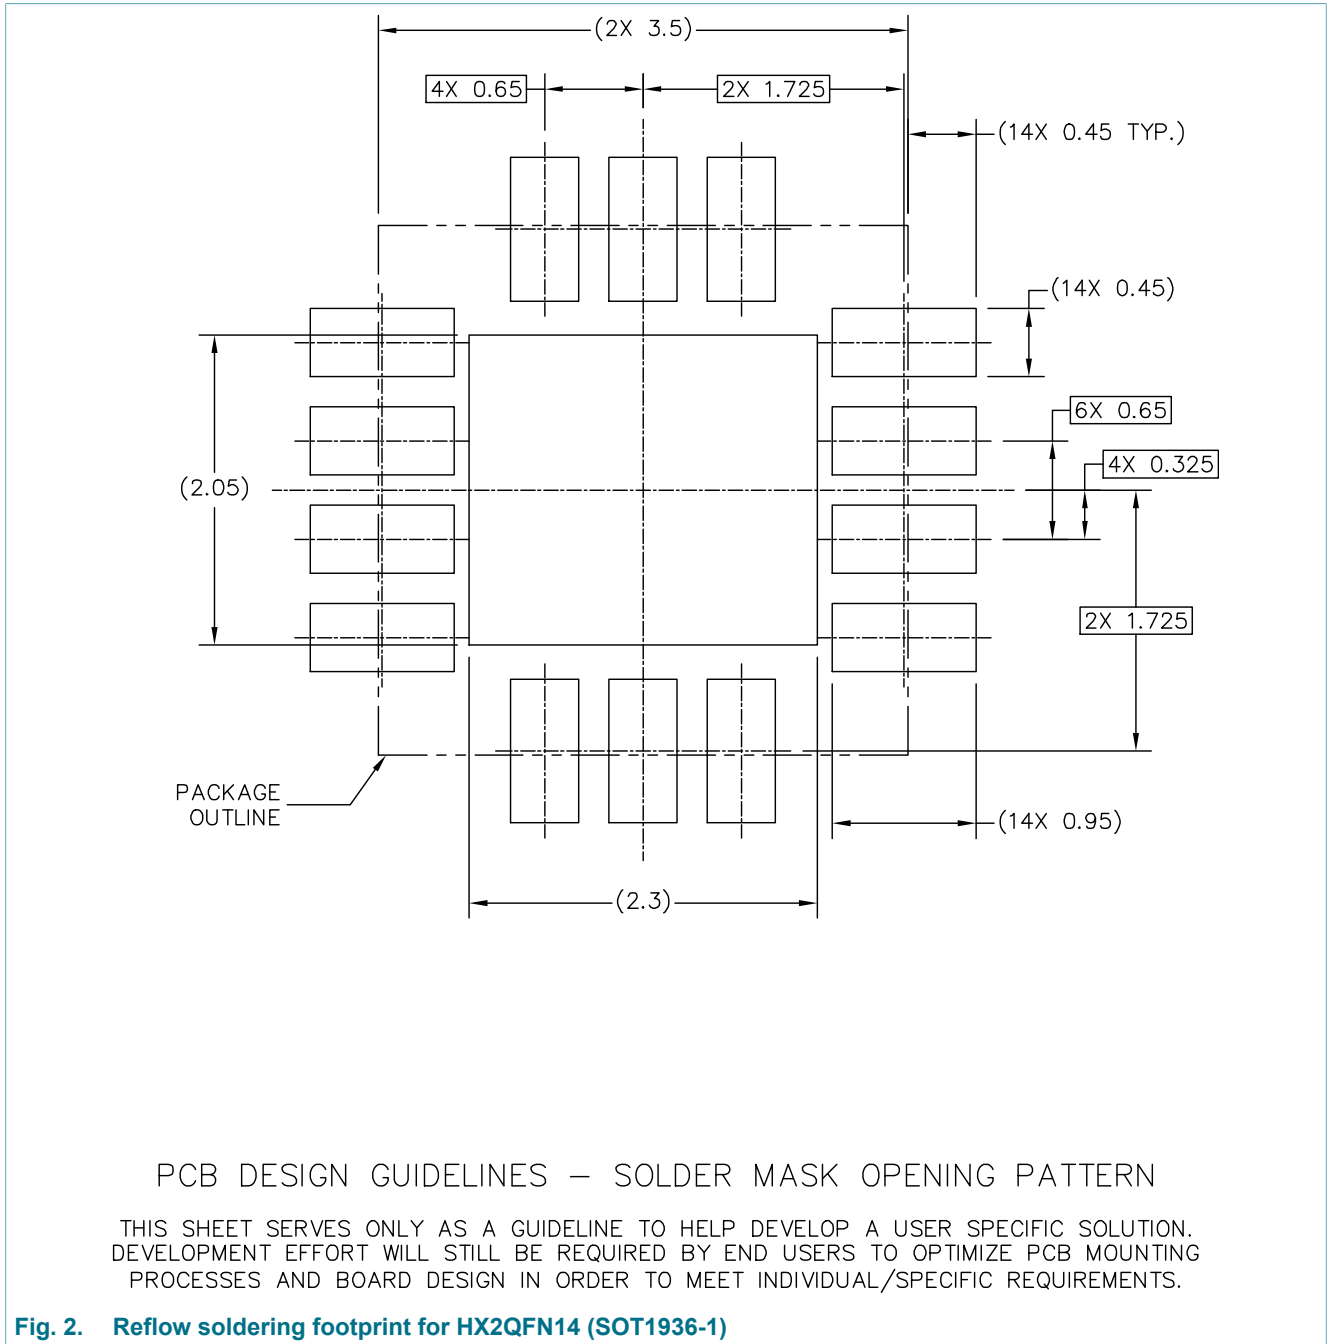 (2X 3.5)
4X 0.65
2X 1.725
(14X 0.45 TYP.)
(14X 0.45)
6X 0.65
4X 0.325
(2.05)
2X 1.725
PACKAGE
OUTLINE
(14X 0.95)
(2.3)
PCB DESIGN GUIDELINES – SOLDER MASK OPENING PATTERN
THIS SHEET SERVES ONLY AS A GUIDELINE TO HELP DEVELOP A USER SPECIFIC SOLUTION.
DEVELOPMENT EFFORT WILL STILL BE REQUIRED BY END USERS TO OPTIMIZE PCB MOUNTING
PROCESSES AND BOARD DESIGN IN ORDER TO MEET INDIVIDUAL/SPECIFIC REQUIREMENTS.
Fig. 2. Reflow soldering footprint for HX2QFN14 (SOT1936-1)